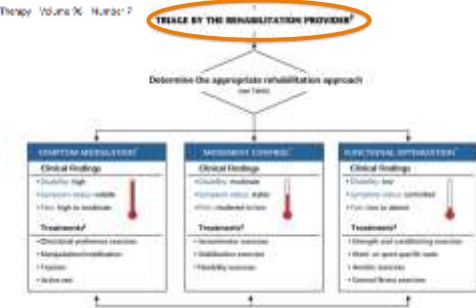 Therapy Volume 96 Number 7
TRIAGE BY THE REHABILITATION PROVIDER
Determine the appropriate rehabilitation approach
SYMPTOM MODULATION
Clinical Findings
• Disability: high
• Symptom status: volatile
• Pain: high to moderate
Treatments
• Directional preference exercises
• Manipulation/mobilization
• Traction
• Active rest
MOVEMENT CONTROL
Clinical Findings
• Disability: moderate
• Symptom status: stable
• Pain: moderate to low
Treatments
• Sensorimotor exercises
• Stabilization exercises
• Flexibility exercises
FUNCTIONAL OPTIMIZATION
Clinical Findings
• Disability: low
• Symptom status: controlled
• Pain: low to absent
Treatments
• Strength and conditioning exercises
• Work- or sport-specific tasks
• Aerobic exercises
• General fitness exercises